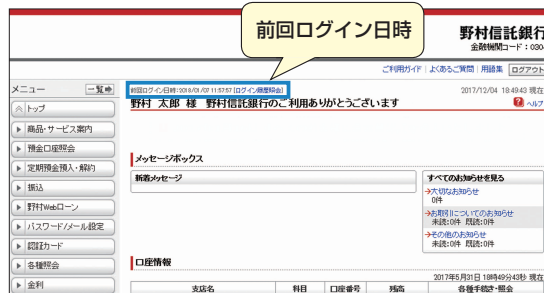 前回ログイン日時
野村信託銀行
金融機関コード：030
ご利用ガイド よくあるご質問 用語集 ログアウト
メニュー 一覧
前回ログイン日時：2018/01/07 11:57:57 [ログイン履歴照会]
2017/12/04 18:49:43 現在
トップ
野村 太郎 様 野村信託銀行のご利用ありがとうございます
? ヘルプ
商品・サービス案内
預金口座照会
定期預金預入・解約
振込
野村Webローン
パスワード/メール設定
認証カード
各種照会
金利
メッセージボックス
新着メッセージ
すべてのお知らせを見る
→大切なお知らせ
0件
→お取引についてのお知らせ
未読：0件 既読：0件
→その他のお知らせ
未読：0件 既読：0件
口座情報
2017年5月31日 18時49分43秒 現在
支店名 科目 口座番号 残高 各種手続き・照会